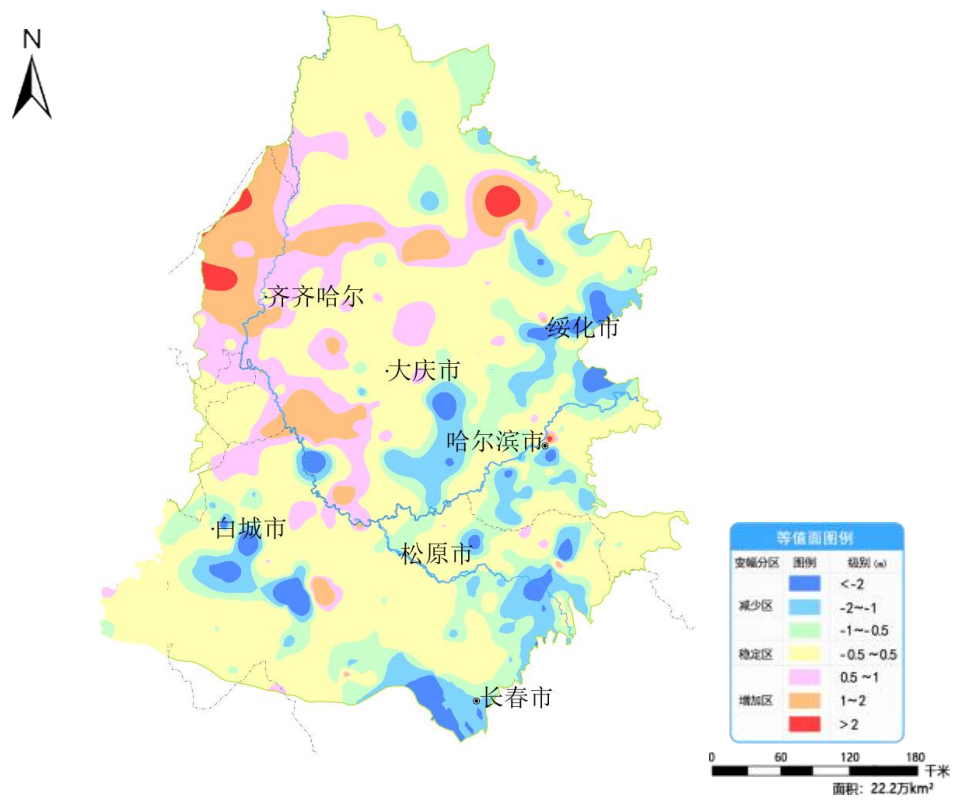 N
齐齐哈尔
绥化市
大庆市
哈尔滨市
白城市
松原市
长春市
等值面图例
变幅分区 图例 级别 (m)
<-2
减少区 -2~-1
-1~-0.5
稳定区 -0.5~0.5
0.5~1
增加区 1~2
>2
0 60 120 180
千米
面积：22.2万km²